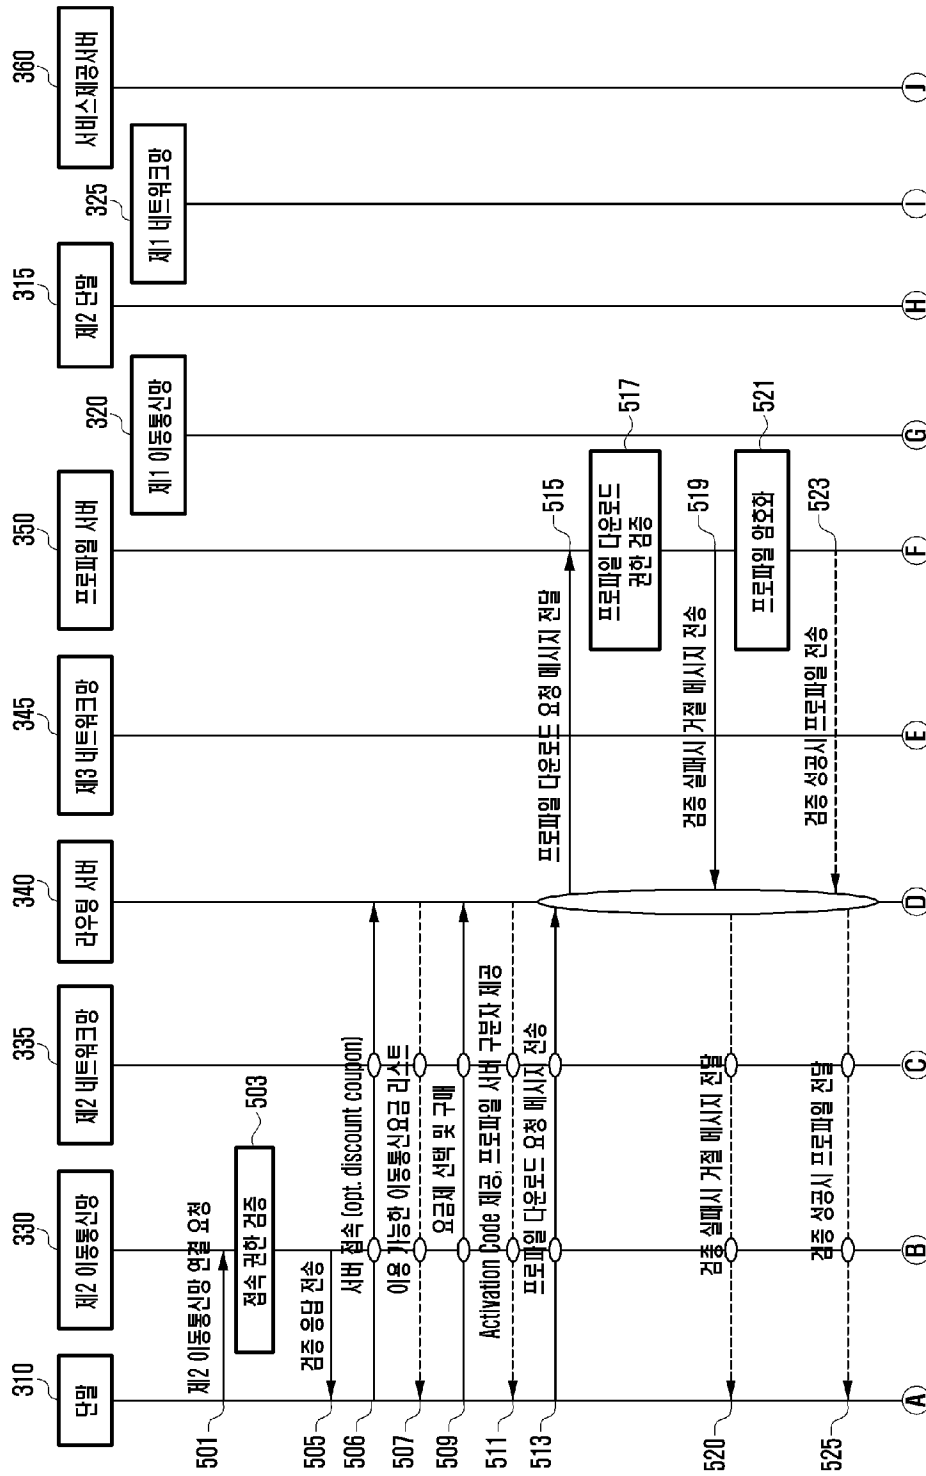 310
단말
330
제2 이동통신망
335
제2 네트워크망
340
라우팅 서버
345
제3 네트워크망
350
프로파일 서버
320
제1 이동통신망
315
제2 단말
325
제1 네트워크망
360
서비스제공서버
501
제2 이동통신망 연결 요청
503
접속 권한 검증
505
검증 응답 전송
506
서버 접속 (opt. discount coupon)
507
이용 가능한 이동통신요금 리스트
509
요금제 선택 및 구매
511
Activation Code 제공, 프로파일 서버 구분자 제공
513
프로파일 다운로드 요청 메시지 전송
프로파일 다운로드 요청 메시지 전달
515
프로파일 다운로드
권한 검증
517
검증 실패시 거절 메시지 전송
519
520
검증 실패시 거절 메시지 전달
프로파일 암호화
521
검증 성공시 프로파일 전송
523
525
검증 성공시 프로파일 전달
A
B
C
D
E
F
G
H
I
J